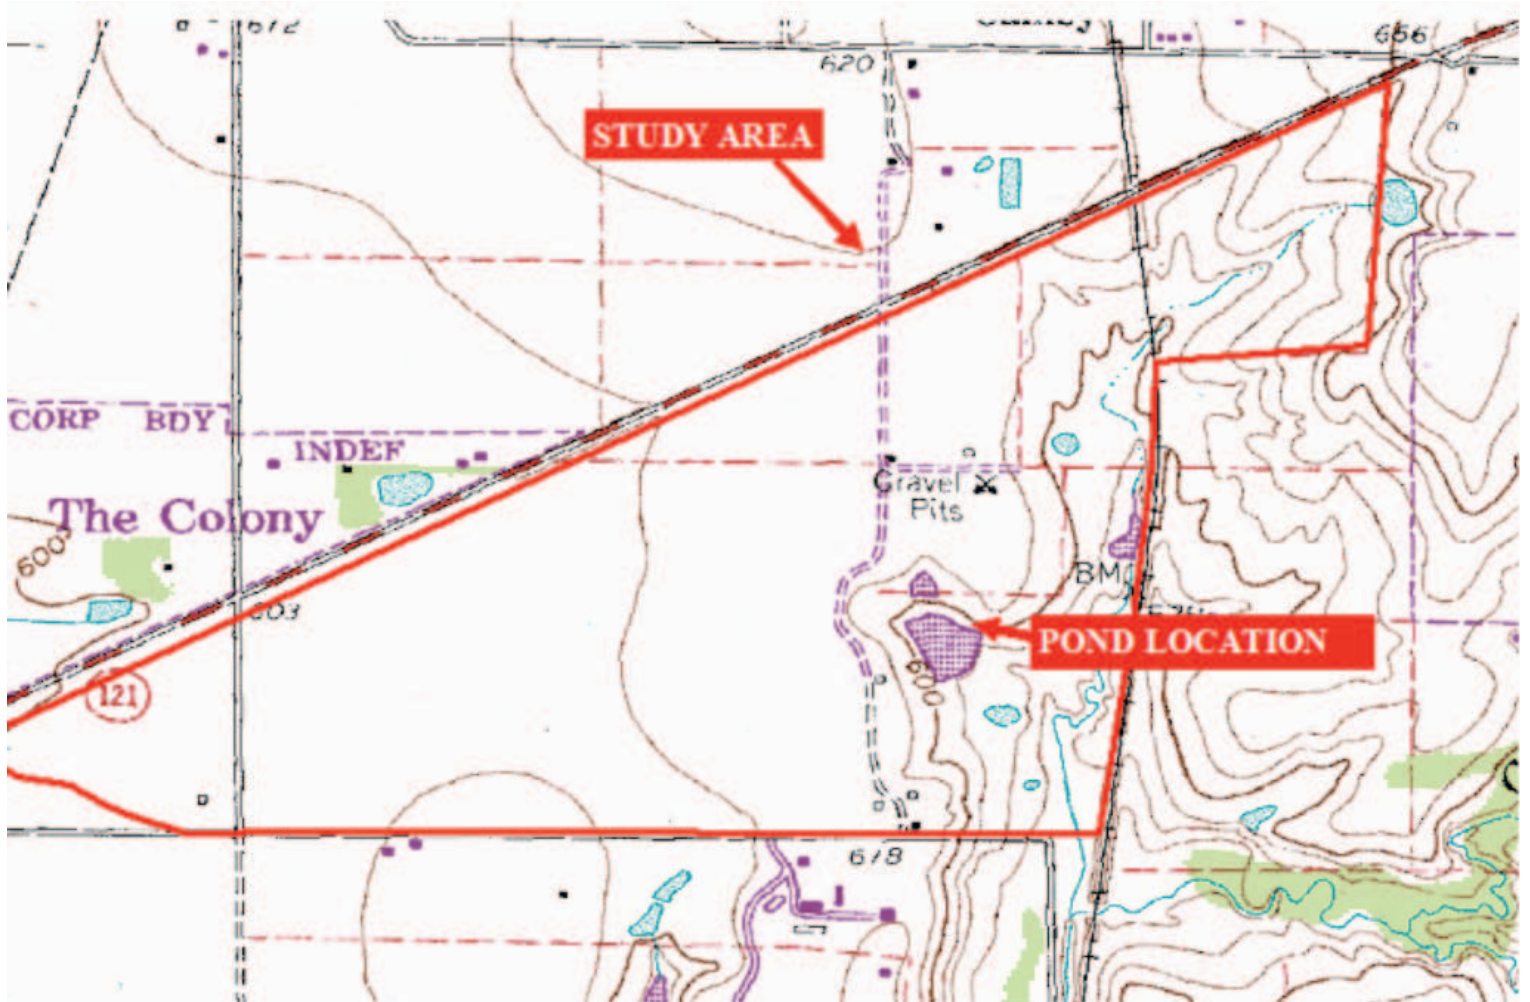 672
656
620
STUDY AREA
CORP BDY
INDEF
The Colony
Gravel
Pits
600
BM
603
POND LOCATION
600
121
618